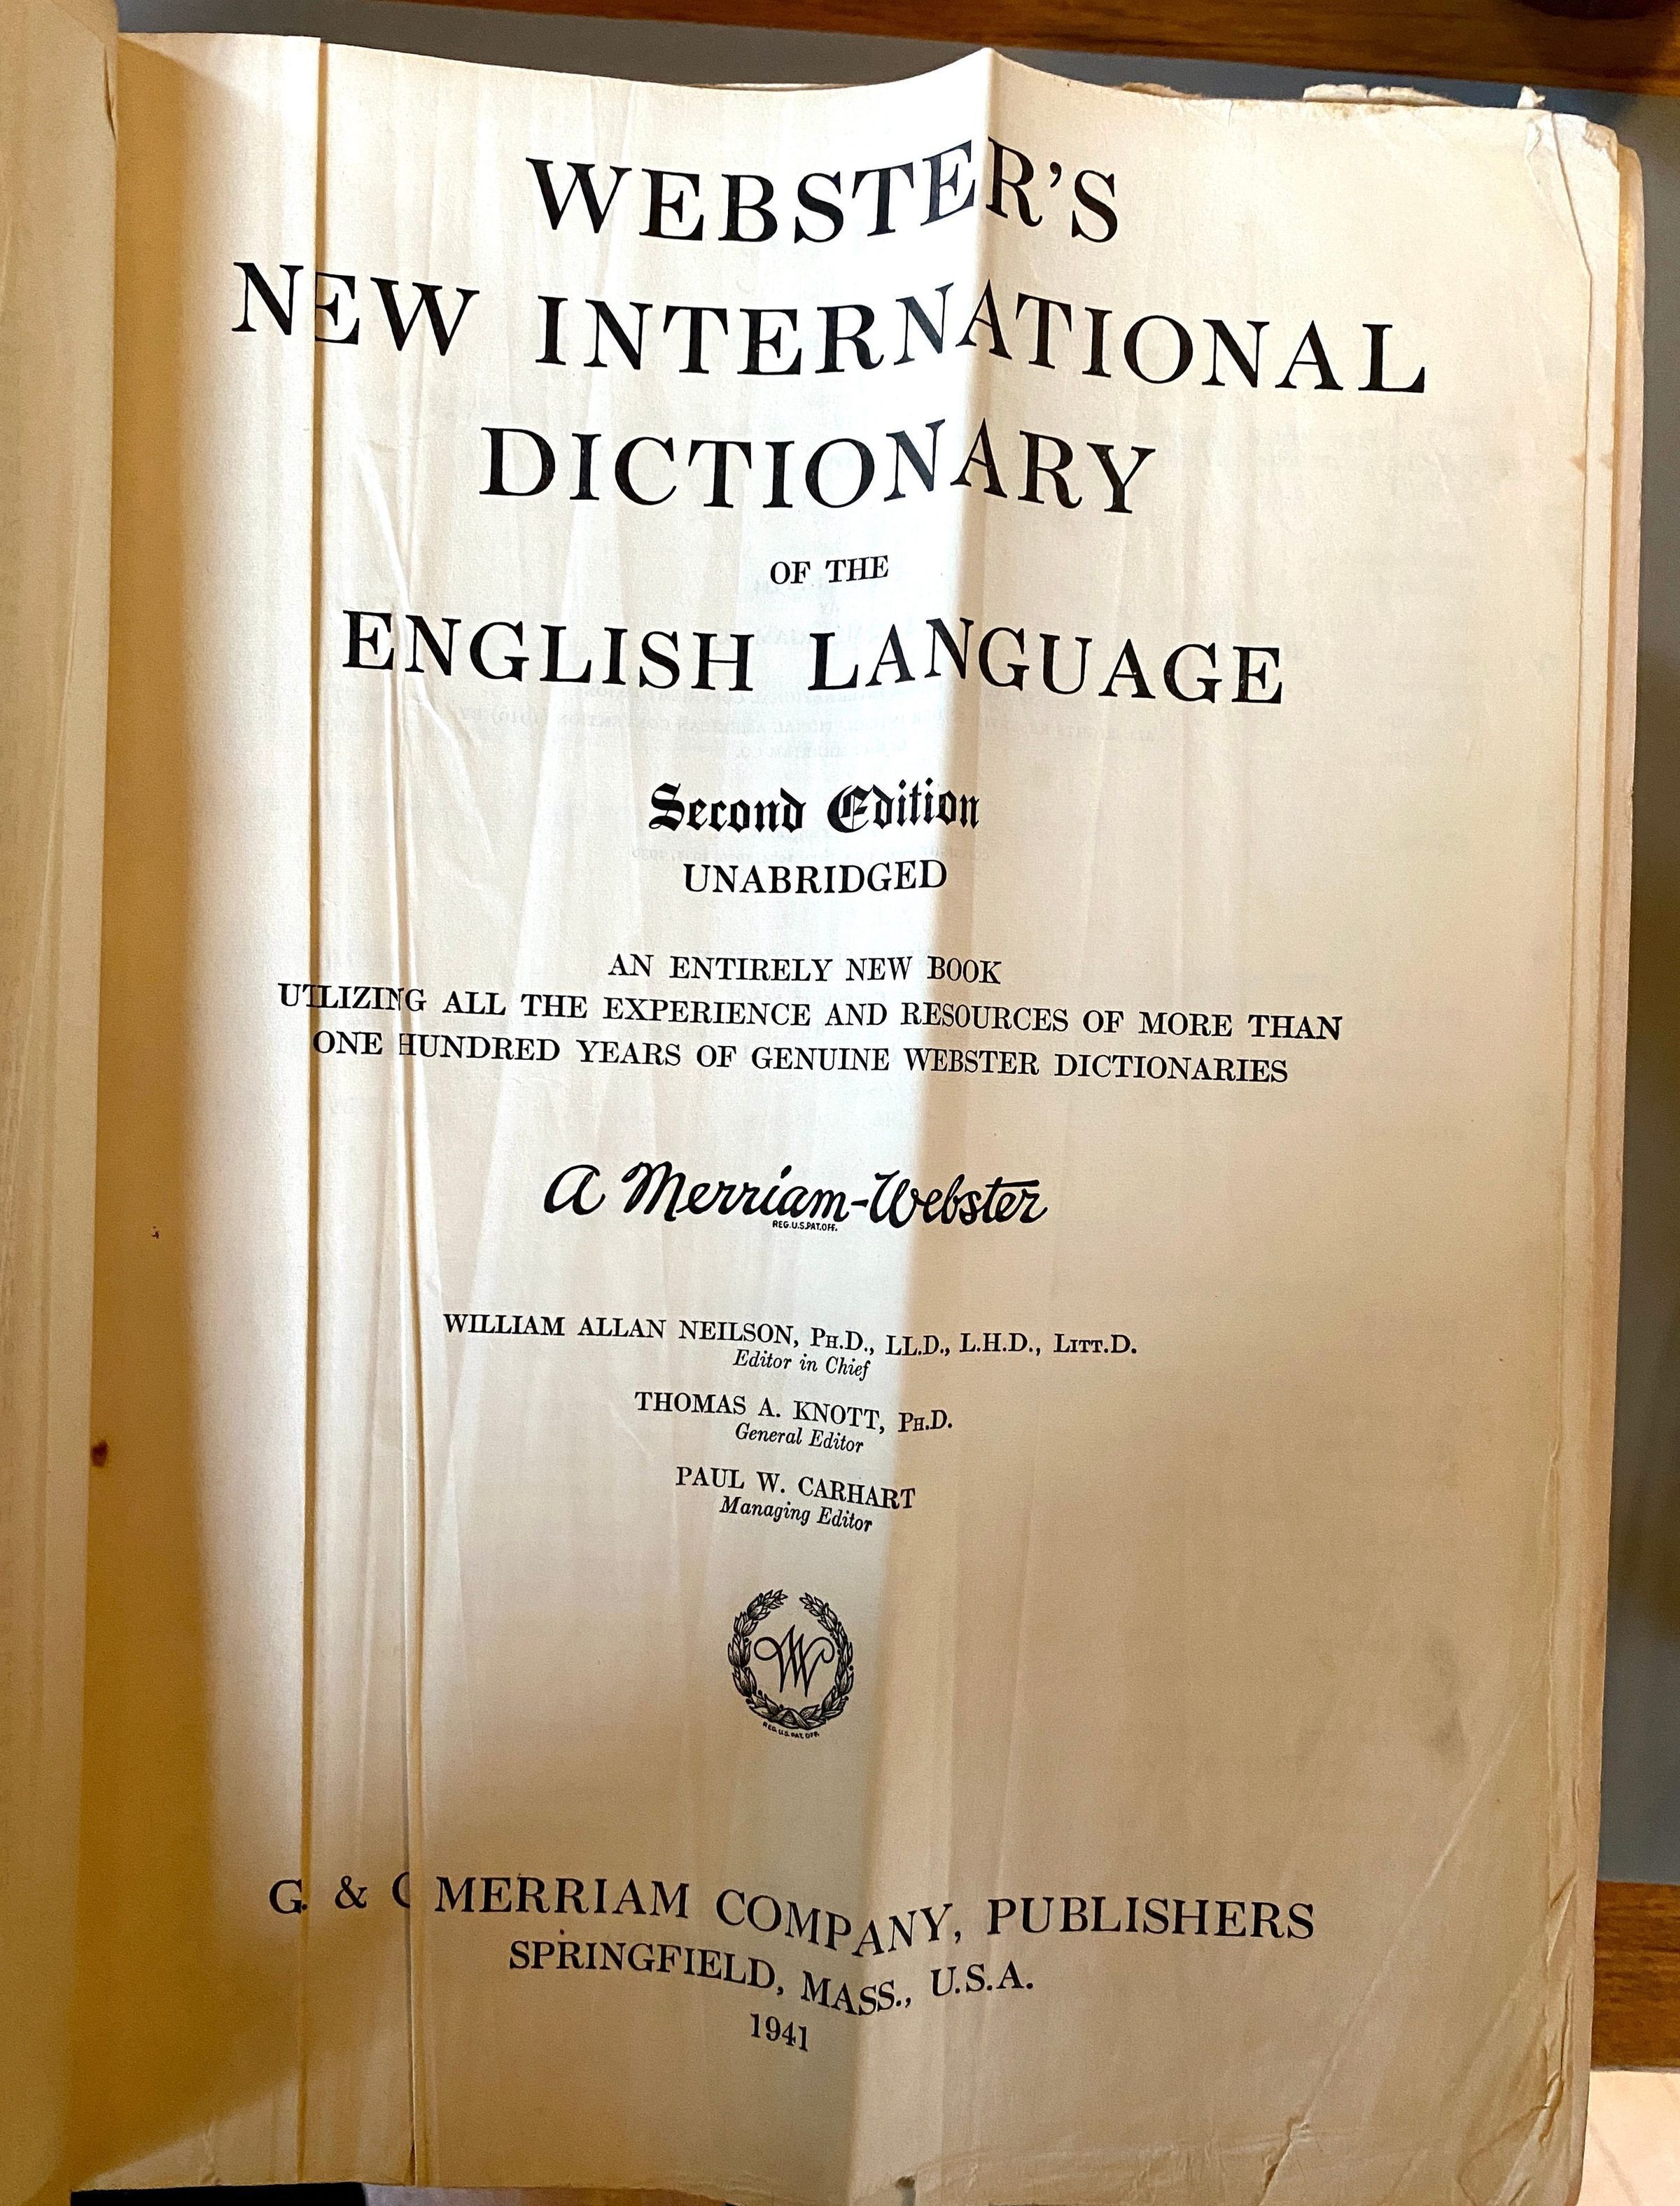 WEBSTER'S
NEW INTERNATIONAL
DICTIONARY
OF THE
ENGLISH LANGUAGE
Second Edition
UNABRIDGED
AN ENTIRELY NEW BOOK
UTILIZING ALL THE EXPERIENCE AND RESOURCES OF MORE THAN
ONE HUNDRED YEARS OF GENUINE WEBSTER DICTIONARIES
A Merriam-Webster
REG.U.S.PAT.OFF.
WILLIAM ALLAN NEILSON, PH.D., LL.D., L.H.D., LITT.D.
Editor in Chief
THOMAS A. KNOTT, PH.D.
General Editor
PAUL W. CARHART
Managing Editor
W
REG. U.S. PAT. OFF.
G. & C MERRIAM COMPANY, PUBLISHERS
SPRINGFIELD, MASS., U.S.A.
1941